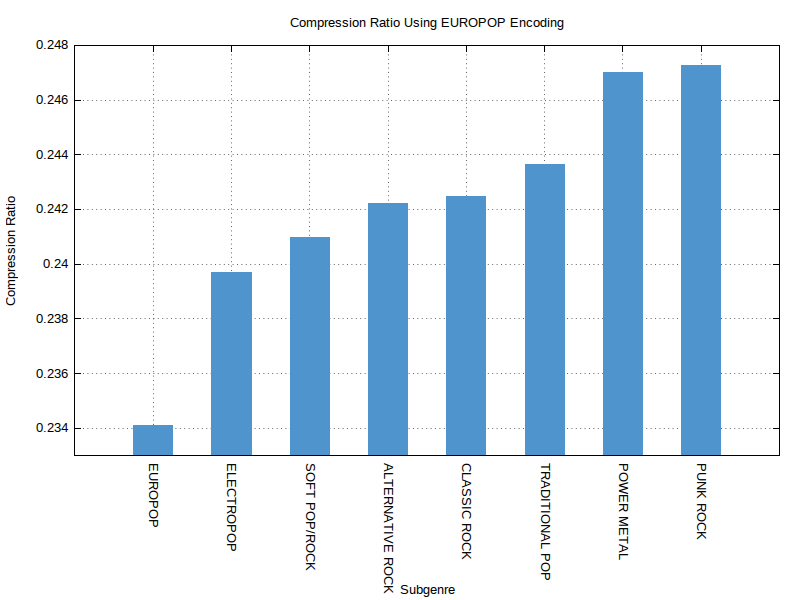 Compression Ratio Using EUROPOP Encoding
0.248
0.246
0.244
0.242
0.24
0.238
0.236
0.234
Compression Ratio
EUROPOP
ELECTROPOP
SOFT POP/ROCK
ALTERNATIVE ROCK
CLASSIC ROCK
TRADITIONAL POP
POWER METAL
PUNK ROCK
Subgenre